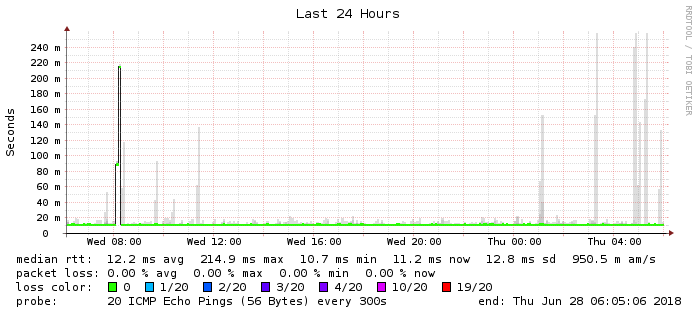 Last 24 Hours
RRDTOOL / TOBI OETIKER
Seconds
240 m
220 m
200 m
180 m
160 m
140 m
120 m
100 m
80 m
60 m
40 m
20 m
0
Wed 08:00 Wed 12:00 Wed 16:00 Wed 20:00 Thu 00:00 Thu 04:00
median rtt: 12.2 ms avg 214.9 ms max 10.7 ms min 11.2 ms now 12.8 ms sd 950.5 m am/s
packet loss: 0.00 % avg 0.00 % max 0.00 % min 0.00 % now
loss color: 0 1/20 2/20 3/20 4/20 10/20 19/20
probe: 20 ICMP Echo Pings (56 Bytes) every 300s end: Thu Jun 28 06:05:06 2018